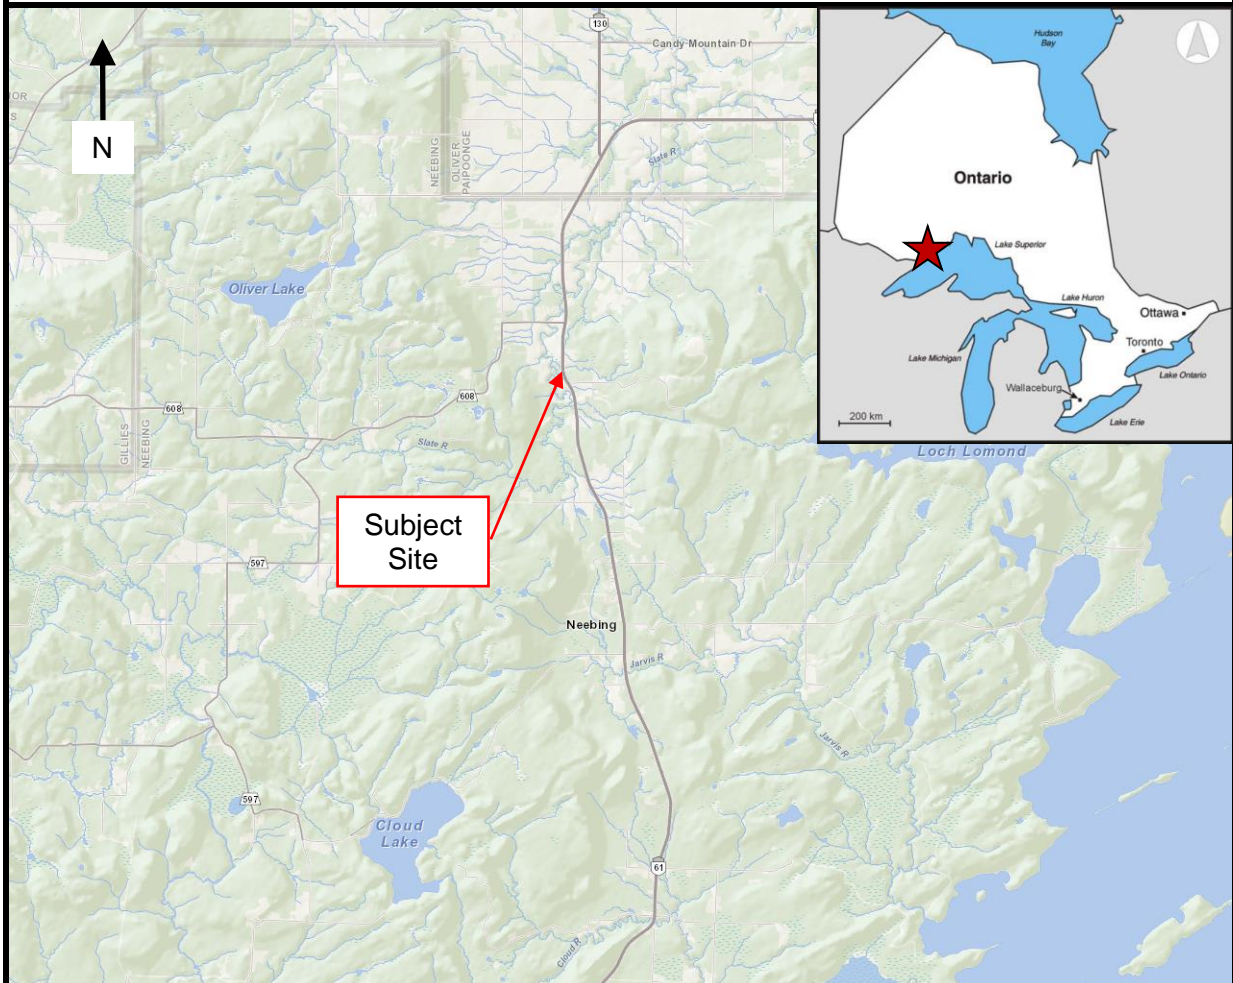 130
Candy Mountain Dr
N
OR
S
NEEBING
OLIVER
PAIPOONGE
Slate R
Oliver Lake
608
608
GILLIES
NEEBING
Slate R
Subject
Site
597
Neebing
Jarvis R
Jarvis R
597
Cloud
Lake
61
Cloud R
Loch Lomond
Hudson
Bay
Ontario
Lake Superior
Lake Huron
Ottawa
Toronto
Lake Michigan
Lake Ontario
Wallaceburg
200 km
Lake Erie